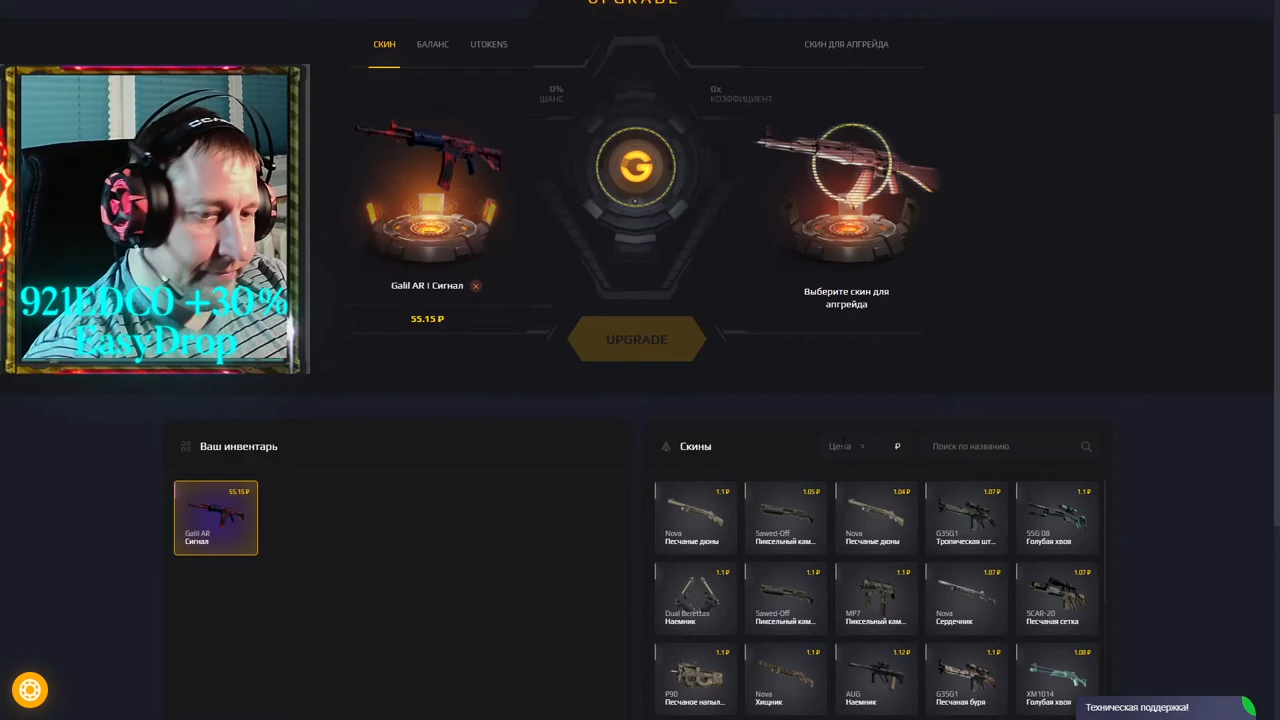 UPGRADE
СКИН
БАЛАНС
UTOKENS
СКИН ДЛЯ АПГРЕЙДА
0%
ШАНС
0x
КОЭФФИЦИЕНТ
G
Galil AR | Сигнал
55.15 ₽
Выберите скин для
апгрейда
UPGRADE
921EDC0 +30%
EasyDrop
Ваш инвентарь
55.15 ₽
Galil AR
Сигнал
Скины
Цена >
₽
Поиск по названию
1.1 ₽
Nova
Песчаные дюны
1.05 ₽
Sawed-Off
Пиксельный кам...
1.04 ₽
Nova
Песчаные дюны
1.07 ₽
G3SG1
Тропическая шт...
1.1 ₽
SSG 08
Голубая хвоя
1.1 ₽
Dual Berettas
Наемник
1.1 ₽
Sawed-Off
Пиксельный кам...
1.1 ₽
MP7
Пиксельный кам...
1.07 ₽
Nova
Сердечник
1.07 ₽
SCAR-20
Песчаная сетка
1.1 ₽
P90
Песчаное напыл...
1.1 ₽
Nova
Хищник
1.12 ₽
AUG
Наемник
1.1 ₽
G3SG1
Песчаная буря
1.08 ₽
XM1014
Голубая хвоя
Техническая поддержка!